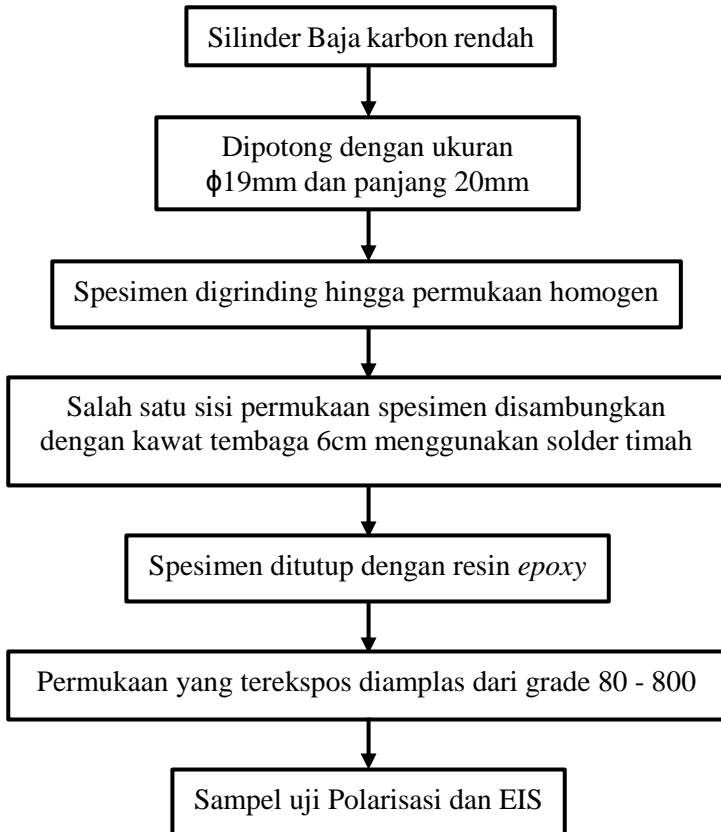 Silinder Baja karbon rendah
Dipotong dengan ukuran
ϕ19mm dan panjang 20mm
Spesimen digrinding hingga permukaan homogen
Salah satu sisi permukaan spesimen disambungkan
dengan kawat tembaga 6cm menggunakan solder timah
Spesimen ditutup dengan resin epoxy
Permukaan yang terekspos diamplas dari grade 80 - 800
Sampel uji Polarisasi dan EIS